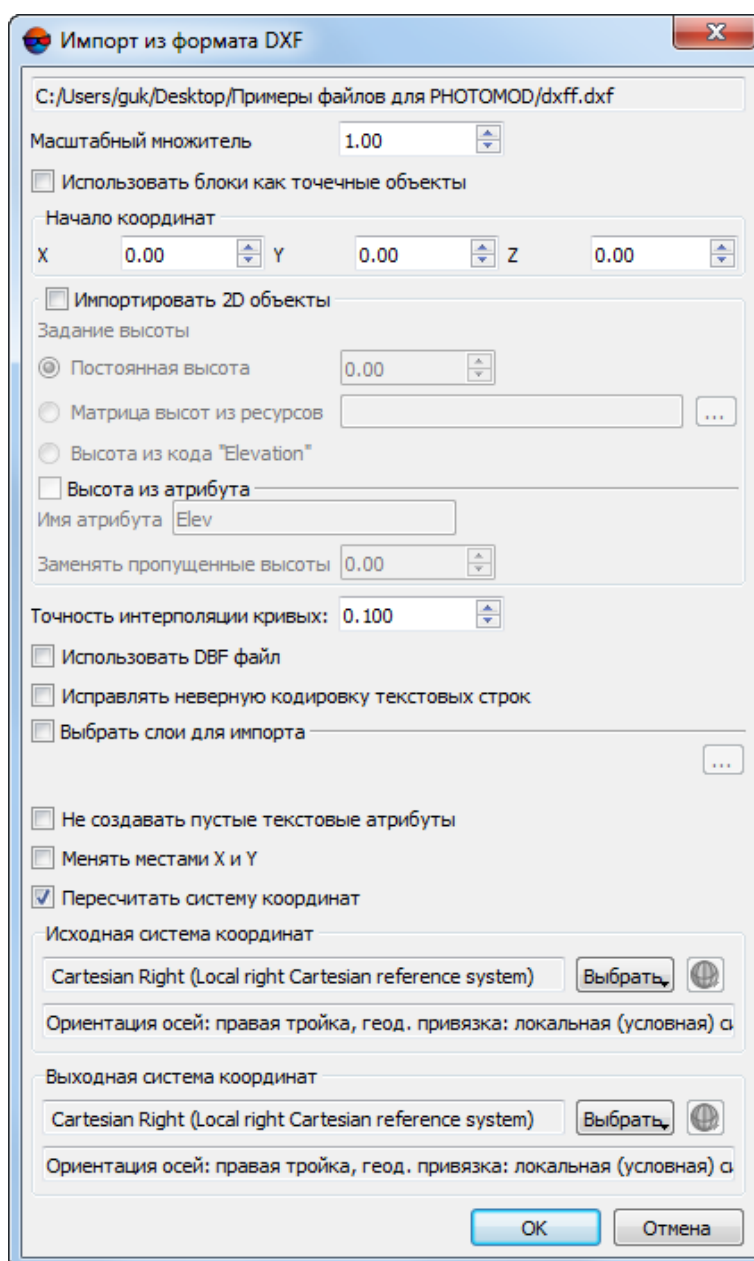 Импорт из формата DXF
C:/Users/guk/Desktop/Примеры файлов для PHOTOMOD/dxff.dxf
Масштабный множитель 1.00
Использовать блоки как точечные объекты
Начало координат
X 0.00 Y 0.00 Z 0.00
Импортировать 2D объекты
Задание высоты
Постоянная высота 0.00
Матрица высот из ресурсов ...
Высота из кода "Elevation"
Высота из атрибута
Имя атрибута Elev
Заменять пропущенные высоты 0.00
Точность интерполяции кривых: 0.100
Использовать DBF файл
Исправлять неверную кодировку текстовых строк
Выбрать слои для импорта
...
Не создавать пустые текстовые атрибуты
Менять местами X и Y
Пересчитать систему координат
Исходная система координат
Cartesian Right (Local right Cartesian reference system) Выбрать
Ориентация осей: правая тройка, геод. привязка: локальная (условная) си
Выходная система координат
Cartesian Right (Local right Cartesian reference system) Выбрать
Ориентация осей: правая тройка, геод. привязка: локальная (условная) си
OK Отмена